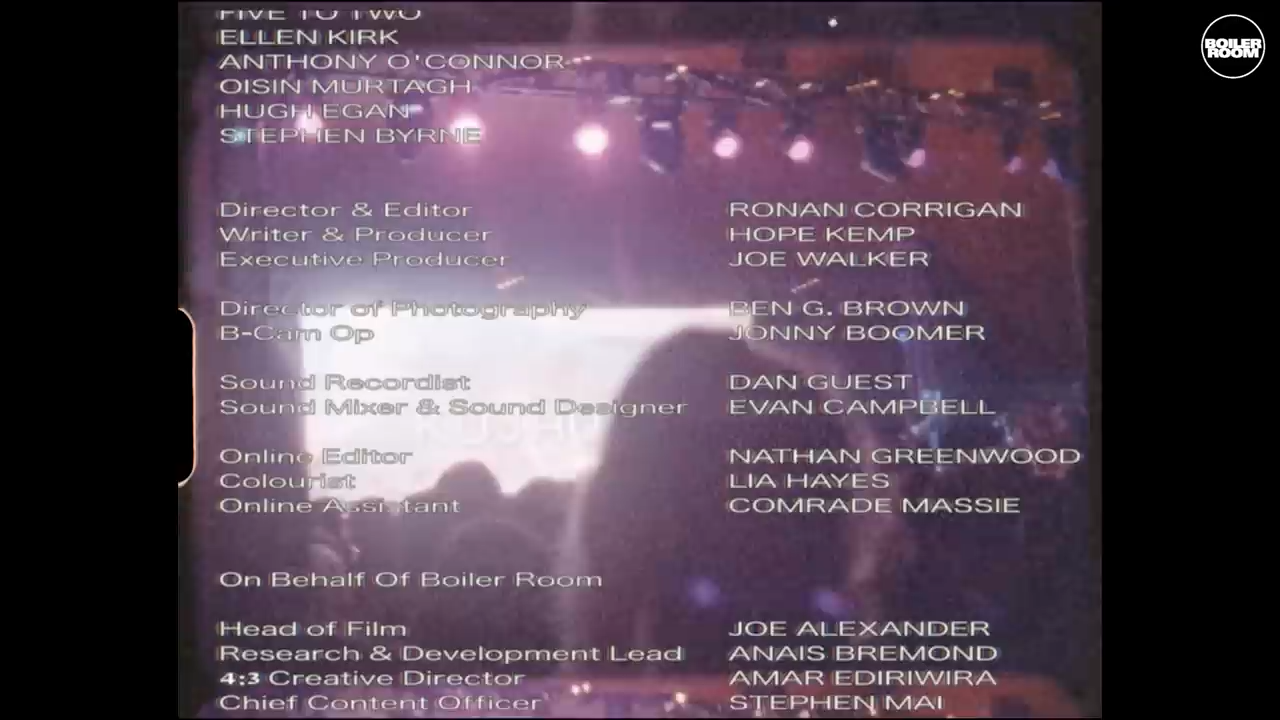 FIVE TO TWO
ELLEN KIRK
ANTHONY O'CONNOR
OISIN MURTAGH
HUGH EGAN
STEPHEN BYRNE
Director & Editor RONAN CORRIGAN
Writer & Producer HOPE KEMP
Executive Producer JOE WALKER
Director of Photography BEN G. BROWN
B-Cam Op JONNY BOOMER
Sound Recordist DAN GUEST
Sound Mixer & Sound Designer EVAN CAMPBELL
Online Editor NATHAN GREENWOOD
Colourist LIA HAYES
Online Assistant COMRADE MASSIE
On Behalf Of Boiler Room
Head of Film JOE ALEXANDER
Research & Development Lead ANAIS BREMOND
4:3 Creative Director AMAR EDIRIWIRA
Chief Content Officer STEPHEN MAI
BOILER
ROOM